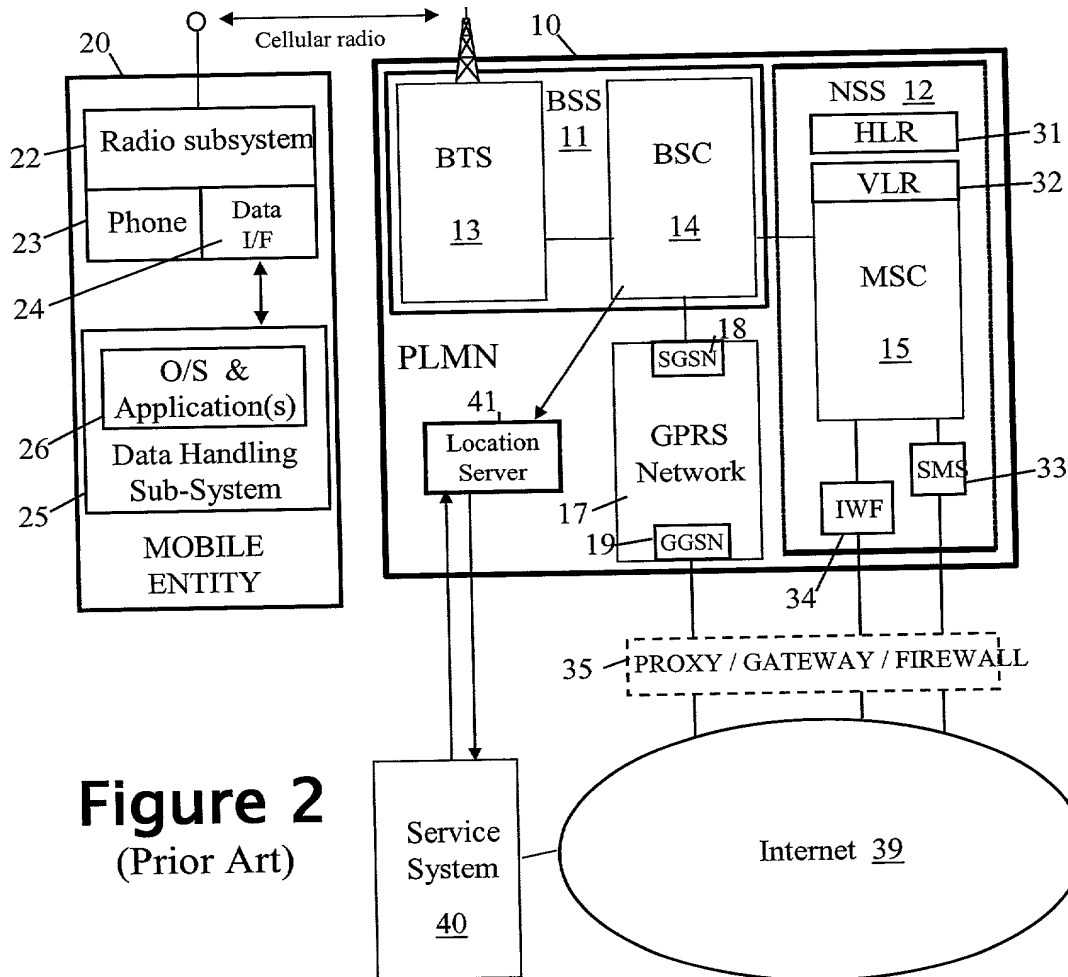 Cellular radio
10
20
22
Radio subsystem
23
Phone
Data
I/F
24
O/S &
Application(s)
26
Data Handling
Sub-System
25
MOBILE
ENTITY
BTS
13
BSS
11
BSC
14
NSS 12
HLR
31
VLR
32
MSC
15
PLMN
18
SGSN
41
Location
Server
GPRS
Network
17
19
GGSN
IWF
34
SMS
33
35
PROXY / GATEWAY / FIREWALL
Figure 2
(Prior Art)
Service
System
40
Internet 39